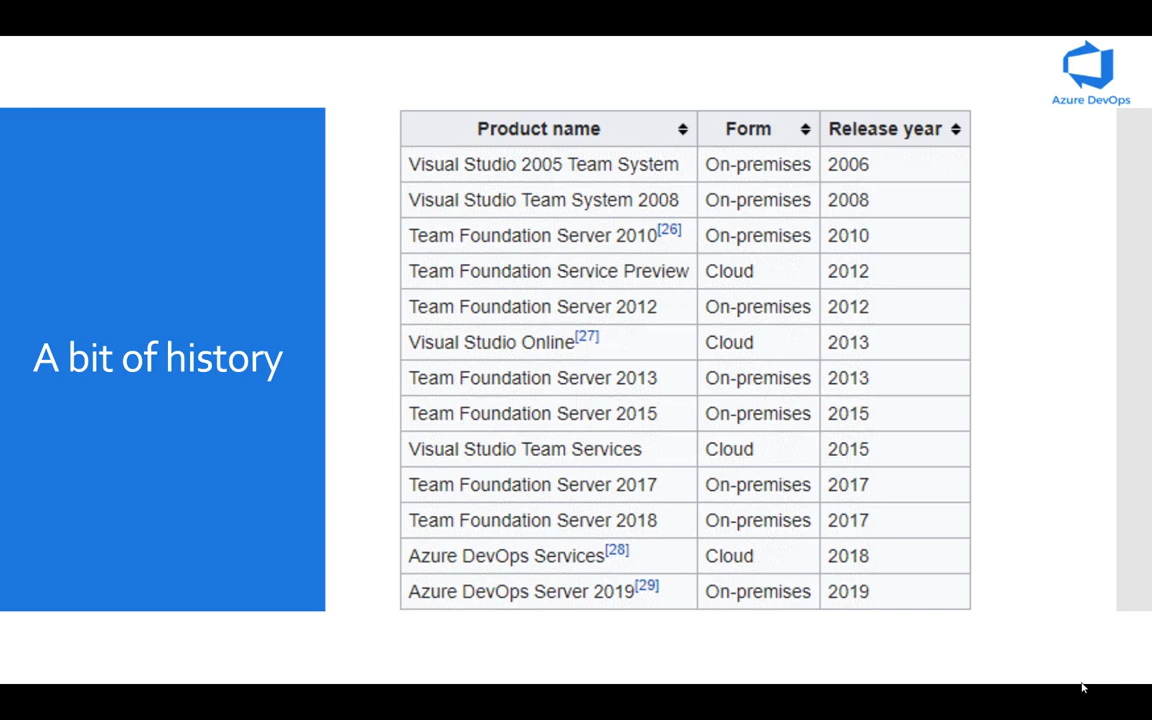 Azure DevOps
A bit of history
Product name Form Release year
Visual Studio 2005 Team System On-premises 2006
Visual Studio Team System 2008 On-premises 2008
Team Foundation Server 2010[26] On-premises 2010
Team Foundation Service Preview Cloud 2012
Team Foundation Server 2012 On-premises 2012
Visual Studio Online[27] Cloud 2013
Team Foundation Server 2013 On-premises 2013
Team Foundation Server 2015 On-premises 2015
Visual Studio Team Services Cloud 2015
Team Foundation Server 2017 On-premises 2017
Team Foundation Server 2018 On-premises 2017
Azure DevOps Services[28] Cloud 2018
Azure DevOps Server 2019[29] On-premises 2019